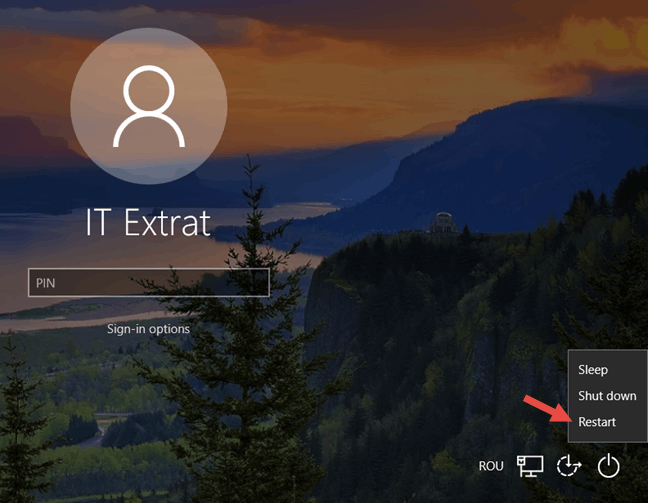 IT Extrat
PIN
Sign-in options
Sleep
Shut down
Restart
ROU